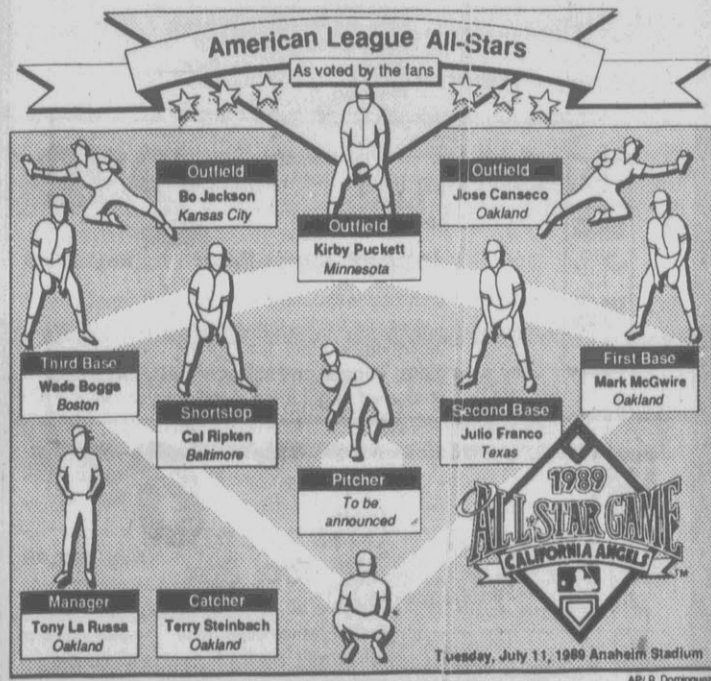 American League All-Stars
As voted by the fans
Outfield
Bo Jackson
Kansas City
Outfield
Kirby Puckett
Minnesota
Outfield
Jose Canseco
Oakland
Third Base
Wade Boggs
Boston
Shortstop
Cal Ripken
Baltimore
Pitcher
To be
announced
Second Base
Julio Franco
Texas
First Base
Mark McGwire
Oakland
Manager
Tony La Russa
Oakland
Catcher
Terry Steinbach
Oakland
1989
ALL STAR GAME
CALIFORNIA ANGELS
TM
Tuesday, July 11, 1989 Anaheim Stadium
AP/ R. Dominguez